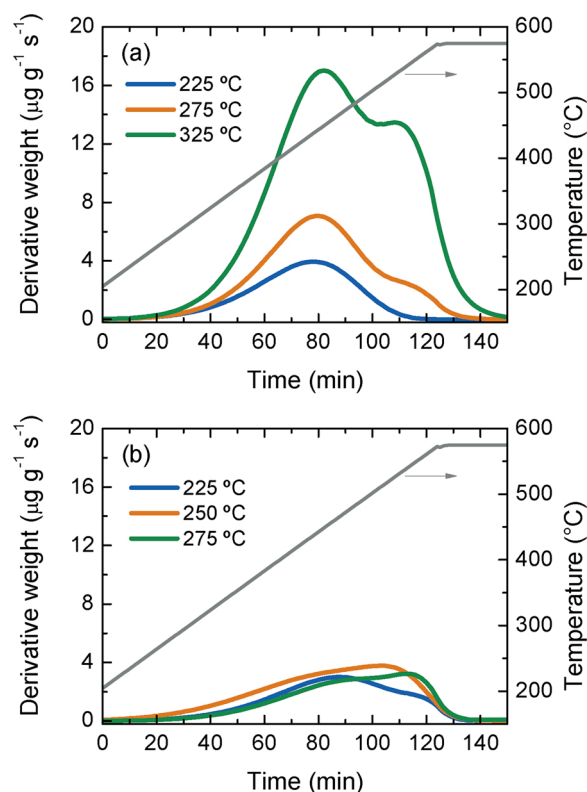 (a)
225 ºC
275 ºC
325 ºC
Derivative weight (µg g⁻¹ s⁻¹)
20
16
12
8
4
0
600
500
400
300
200
Temperature (°C)
0 20 40 60 80 100 120 140
Time (min)
(b)
225 ºC
250 ºC
275 ºC
Derivative weight (µg g⁻¹ s⁻¹)
20
16
12
8
4
0
600
500
400
300
200
Temperature (°C)
0 20 40 60 80 100 120 140
Time (min)